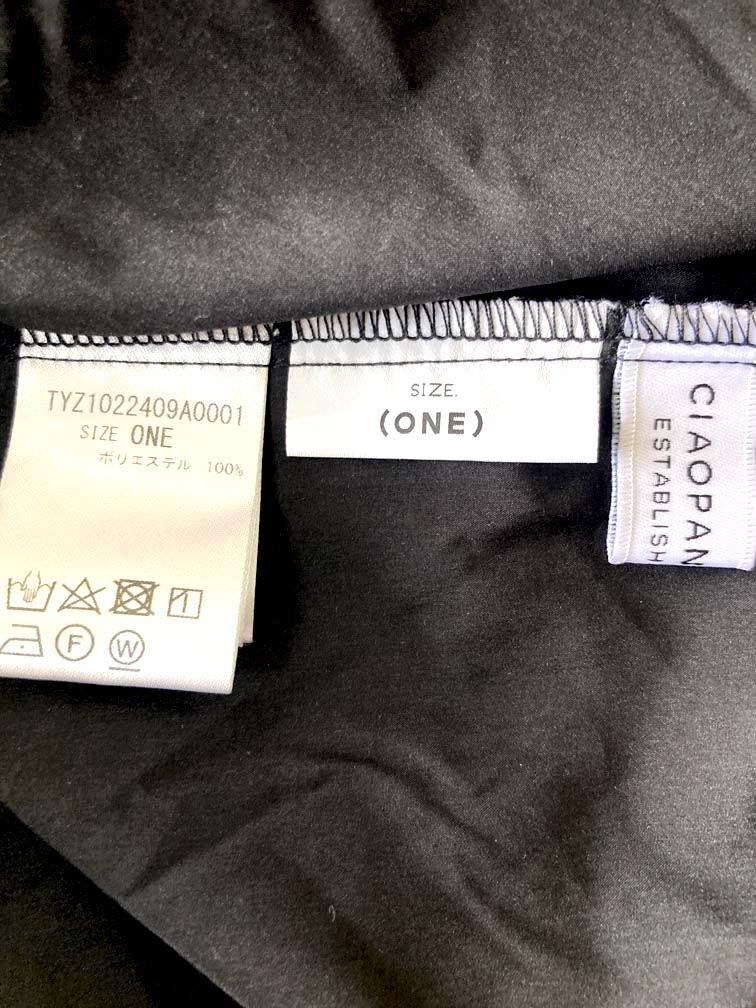 TYZ1022409A0001
SIZE ONE
ポリエステル 100%
F
W
SIZE.
(ONE)
CIAOPAN
ESTABLISH